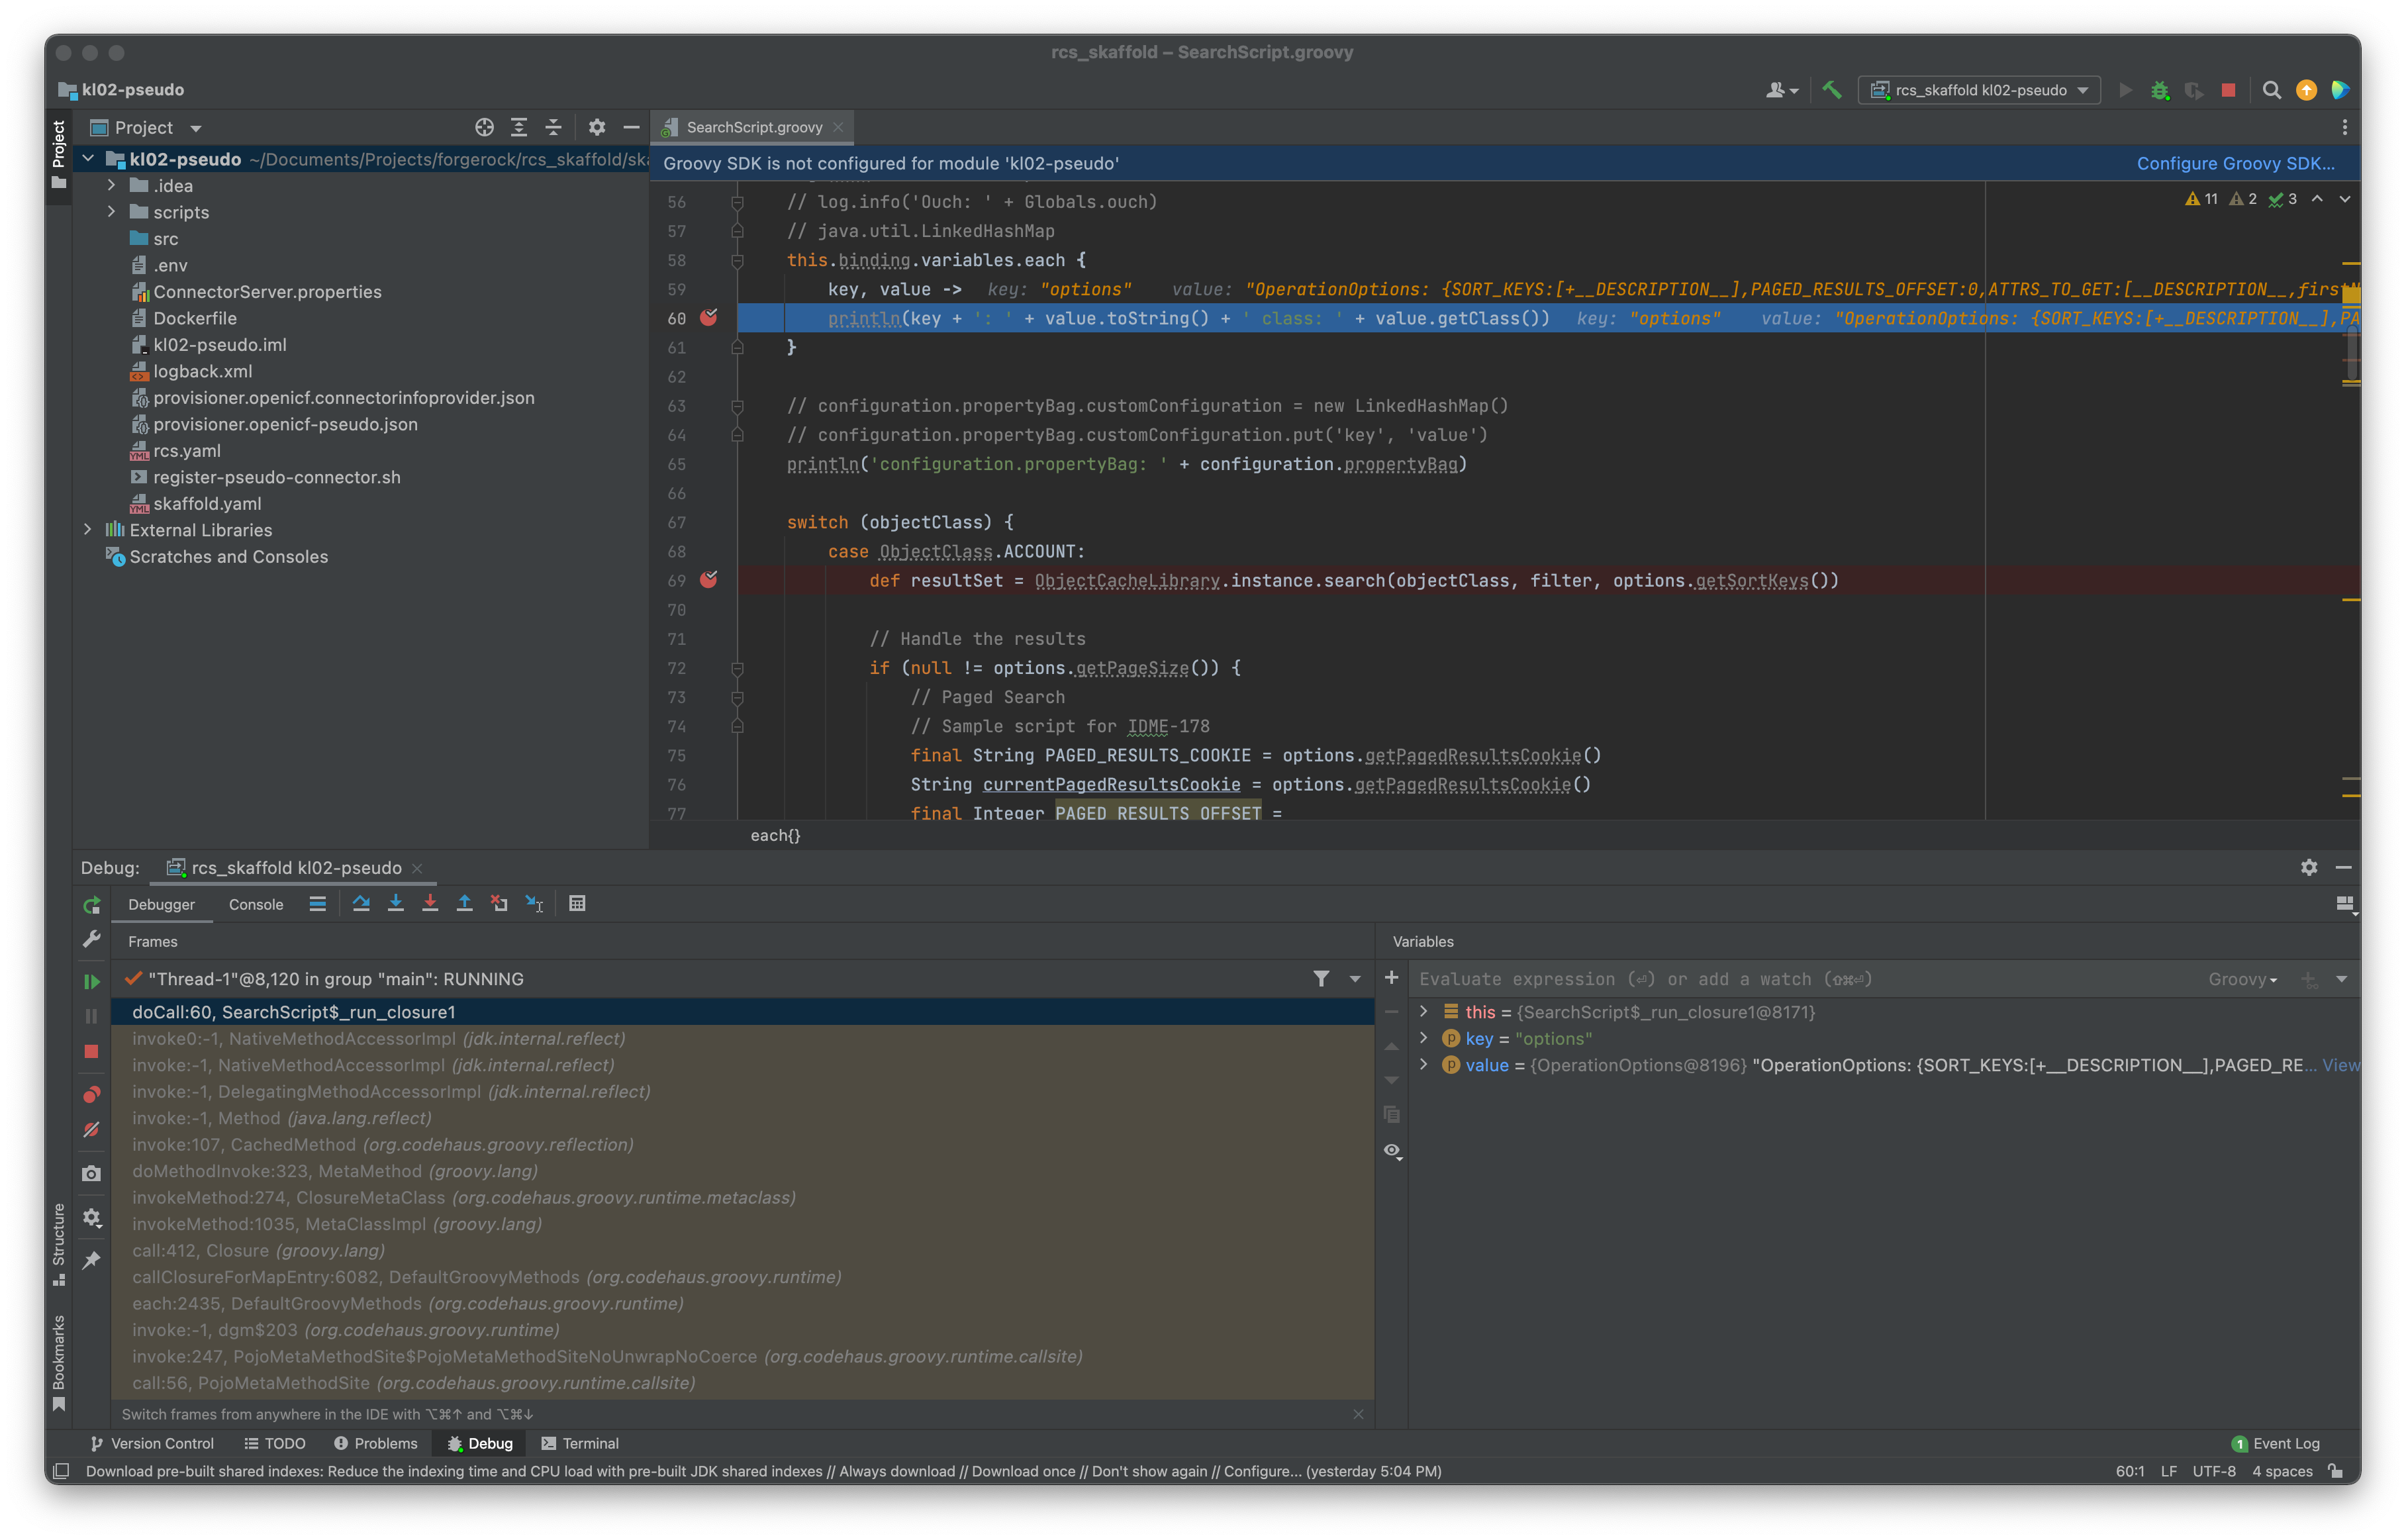 rcs_skaffold – SearchScript.groovy
kl02-pseudo
rcs_skaffold kl02-pseudo
Project
Project
SearchScript.groovy
kl02-pseudo ~/Documents/Projects/forgerock/rcs_skaffold/ska
Groovy SDK is not configured for module 'kl02-pseudo'
Configure Groovy SDK...
.idea
scripts
src
.env
ConnectorServer.properties
Dockerfile
kl02-pseudo.iml
logback.xml
provisioner.openicf.connectorinfoprovider.json
provisioner.openicf-pseudo.json
rcs.yaml
register-pseudo-connector.sh
skaffold.yaml
External Libraries
Scratches and Consoles
11 2 3
56 // log.info('Ouch: ' + Globals.ouch)
57 // java.util.LinkedHashMap
58 this.binding.variables.each {
59 key, value -> key: "options" value: "OperationOptions: {SORT_KEYS:[+__DESCRIPTION__],PAGED_RESULTS_OFFSET:0,ATTRS_TO_GET:[__DESCRIPTION__,firstN
60 println(key + ': ' + value.toString() + ' class: ' + value.getClass()) key: "options" value: "OperationOptions: {SORT_KEYS:[+__DESCRIPTION__],PA
61 }
62
63 // configuration.propertyBag.customConfiguration = new LinkedHashMap()
64 // configuration.propertyBag.customConfiguration.put('key', 'value')
65 println('configuration.propertyBag: ' + configuration.propertyBag)
66
67 switch (objectClass) {
68 case ObjectClass.ACCOUNT:
69 def resultSet = ObjectCacheLibrary.instance.search(objectClass, filter, options.getSortKeys())
70
71 // Handle the results
72 if (null != options.getPageSize()) {
73 // Paged Search
74 // Sample script for IDME-178
75 final String PAGED_RESULTS_COOKIE = options.getPagedResultsCookie()
76 String currentPagedResultsCookie = options.getPagedResultsCookie()
77 final Integer PAGED_RESULTS_OFFSET =
each{}
Debug: rcs_skaffold kl02-pseudo
Debugger Console
Frames
"Thread-1"@8,120 in group "main": RUNNING
doCall:60, SearchScript$_run_closure1
invoke0:-1, NativeMethodAccessorImpl (jdk.internal.reflect)
invoke:-1, NativeMethodAccessorImpl (jdk.internal.reflect)
invoke:-1, DelegatingMethodAccessorImpl (jdk.internal.reflect)
invoke:-1, Method (java.lang.reflect)
invoke:107, CachedMethod (org.codehaus.groovy.reflection)
doMethodInvoke:323, MetaMethod (groovy.lang)
invokeMethod:274, ClosureMetaClass (org.codehaus.groovy.runtime.metaclass)
invokeMethod:1035, MetaClassImpl (groovy.lang)
call:412, Closure (groovy.lang)
callClosureForMapEntry:6082, DefaultGroovyMethods (org.codehaus.groovy.runtime)
each:2435, DefaultGroovyMethods (org.codehaus.groovy.runtime)
invoke:-1, dgm$203 (org.codehaus.groovy.runtime)
invoke:247, PojoMetaMethodSite$PojoMetaMethodSiteNoUnwrapNoCoerce (org.codehaus.groovy.runtime.callsite)
call:56, PojoMetaMethodSite (org.codehaus.groovy.runtime.callsite)
Switch frames from anywhere in the IDE with ⌥⌘↑ and ⌥⌘↓
Variables
Evaluate expression (⏎) or add a watch (⇧⌘⏎)
Groovy
this = {SearchScript$_run_closure1@8171}
key = "options"
value = {OperationOptions@8196} "OperationOptions: {SORT_KEYS:[+__DESCRIPTION__],PAGED_RE... View
Structure
Bookmarks
Version Control TODO Problems Debug Terminal
1 Event Log
Download pre-built shared indexes: Reduce the indexing time and CPU load with pre-built JDK shared indexes // Always download // Download once // Don't show again // Configure... (yesterday 5:04 PM)
60:1 LF UTF-8 4 spaces